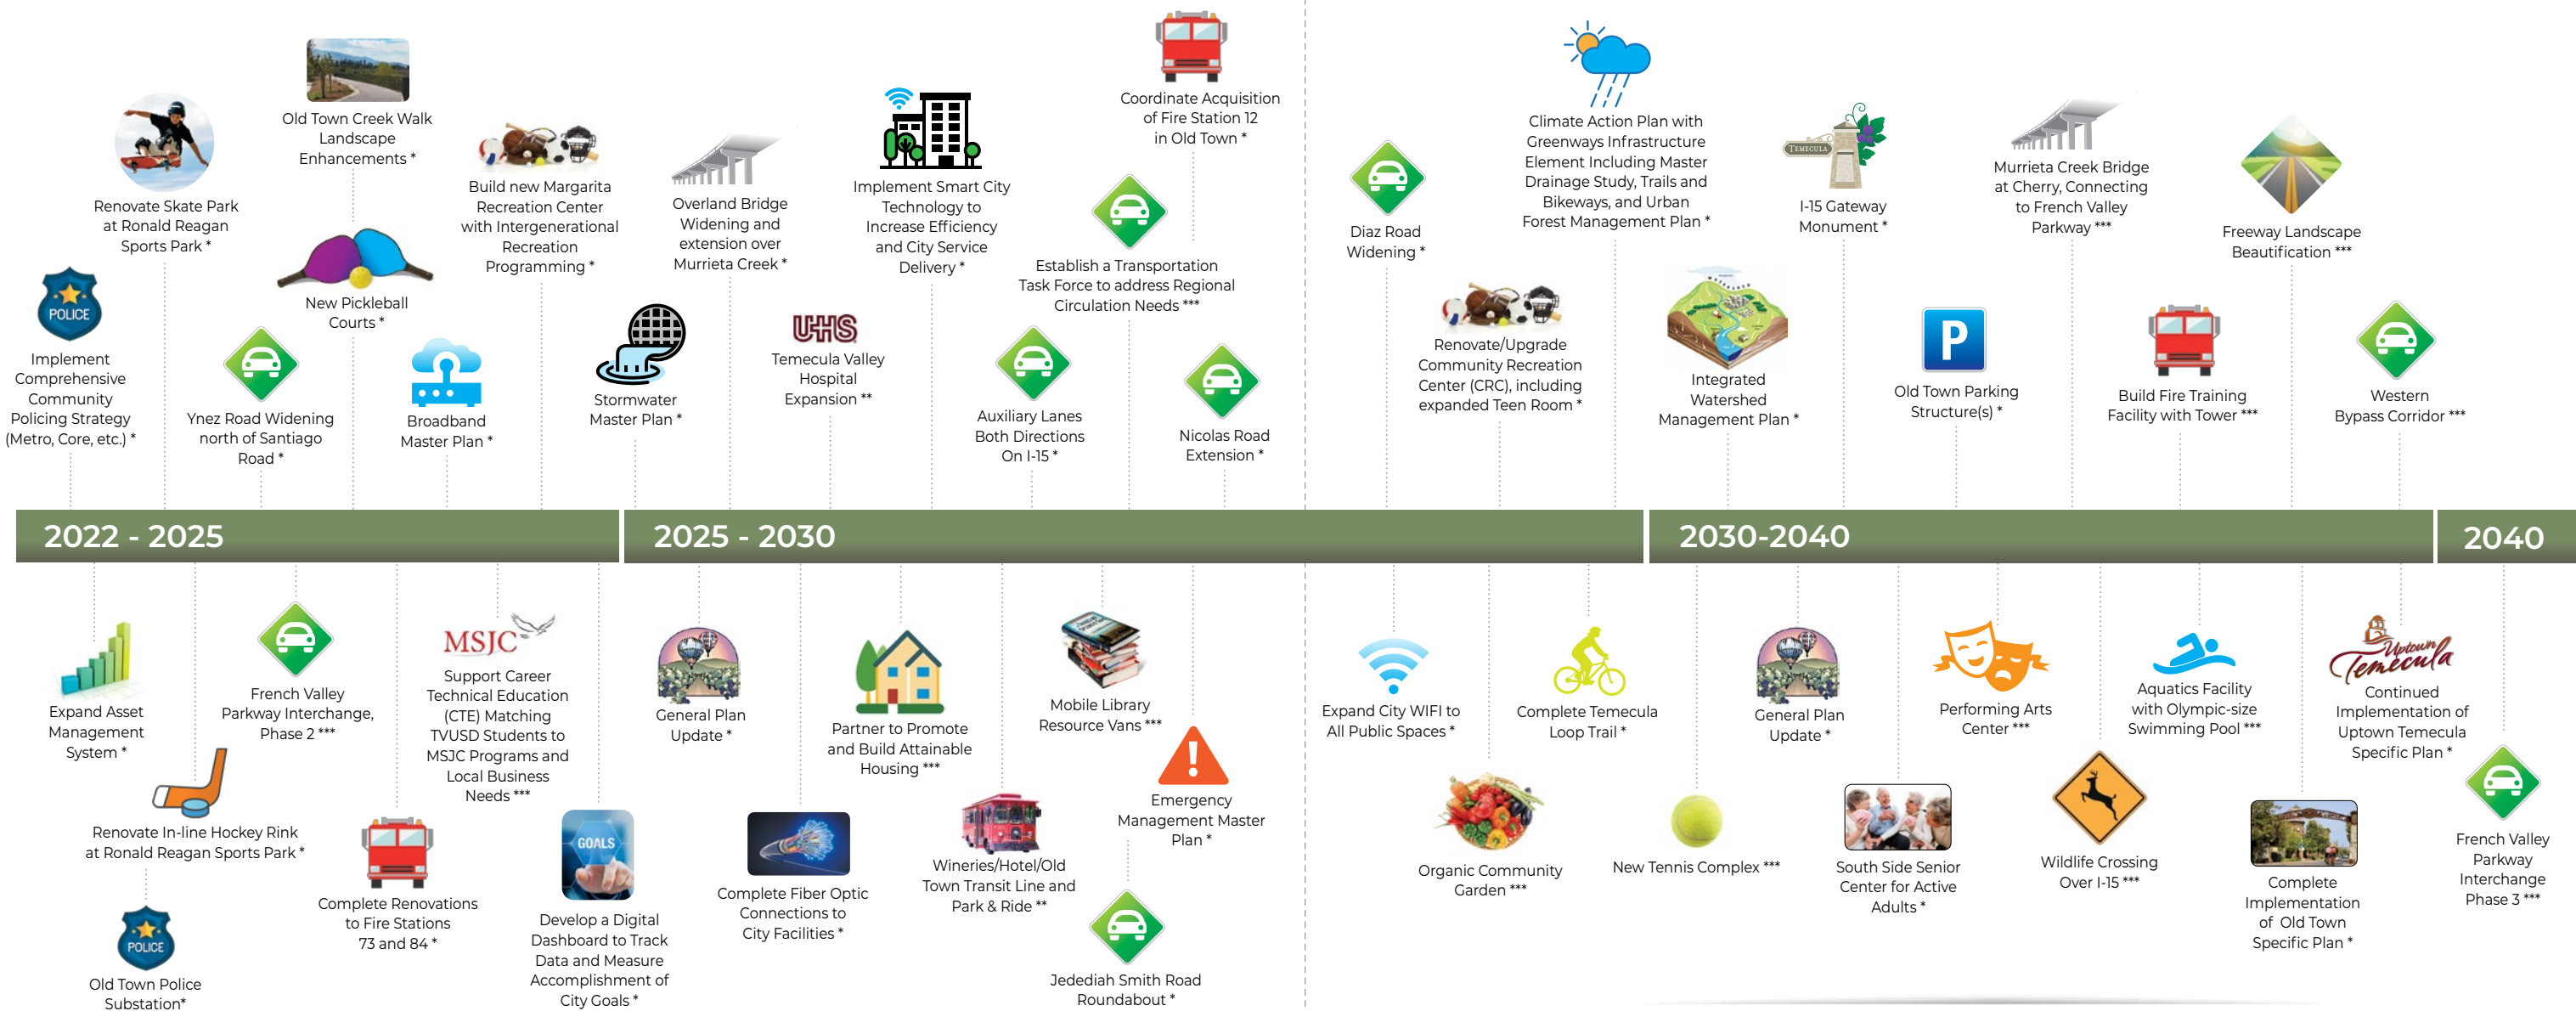 Coordinate Acquisition
of Fire Station 12
in Old Town *
Old Town Creek Walk
Landscape
Enhancements *
Climate Action Plan with
Greenways Infrastructure
Element Including Master
Drainage Study, Trails and
Bikeways, and Urban
Forest Management Plan *
TEMECULA
Renovate Skate Park
at Ronald Reagan
Sports Park *
Build new Margarita
Recreation Center
with Intergenerational
Recreation
Programming *
Overland Bridge
Widening and
extension over
Murrieta Creek *
Implement Smart City
Technology to
Increase Efficiency
and City Service
Delivery *
Diaz Road
Widening *
I-15 Gateway
Monument *
Murrieta Creek Bridge
at Cherry, Connecting
to French Valley
Parkway ***
Freeway Landscape
Beautification ***
POLICE
Implement
Comprehensive
Community
Policing Strategy
(Metro, Core, etc.) *
New Pickleball
Courts *
Establish a Transportation
Task Force to address Regional
Circulation Needs ***
Ynez Road Widening
north of Santiago
Road *
Broadband
Master Plan *
Stormwater
Master Plan *
UHS
Temecula Valley
Hospital
Expansion **
Auxiliary Lanes
Both Directions
On I-15 *
Nicolas Road
Extension *
Renovate/Upgrade
Community Recreation
Center (CRC), including
expanded Teen Room *
Integrated
Watershed
Management Plan *
P
Old Town Parking
Structure(s) *
Build Fire Training
Facility with Tower ***
Western
Bypass Corridor ***
2022 - 2025
2025 - 2030
2030-2040
2040
Expand Asset
Management
System *
French Valley
Parkway Interchange,
Phase 2 ***
MSJC
Support Career
Technical Education
(CTE) Matching
TVUSD Students to
MSJC Programs and
Local Business
Needs ***
General Plan
Update *
Partner to Promote
and Build Attainable
Housing ***
Mobile Library
Resource Vans ***
Expand City WIFI to
All Public Spaces *
Complete Temecula
Loop Trail *
General Plan
Update *
Performing Arts
Center ***
Aquatics Facility
with Olympic-size
Swimming Pool ***
Uptown
Temecula
Continued
Implementation of
Uptown Temecula
Specific Plan *
Renovate In-line Hockey Rink
at Ronald Reagan Sports Park *
Complete Renovations
to Fire Stations
73 and 84 *
GOALS
Develop a Digital
Dashboard to Track
Data and Measure
Accomplishment of
City Goals *
Complete Fiber Optic
Connections to
City Facilities *
Wineries/Hotel/Old
Town Transit Line and
Park & Ride **
Emergency
Management Master
Plan *
Organic Community
Garden ***
New Tennis Complex ***
South Side Senior
Center for Active
Adults *
Wildlife Crossing
Over I-15 ***
Complete
Implementation
of Old Town
Specific Plan *
French Valley
Parkway
Interchange
Phase 3 ***
POLICE
Old Town Police
Substation*
Jedediah Smith Road
Roundabout *